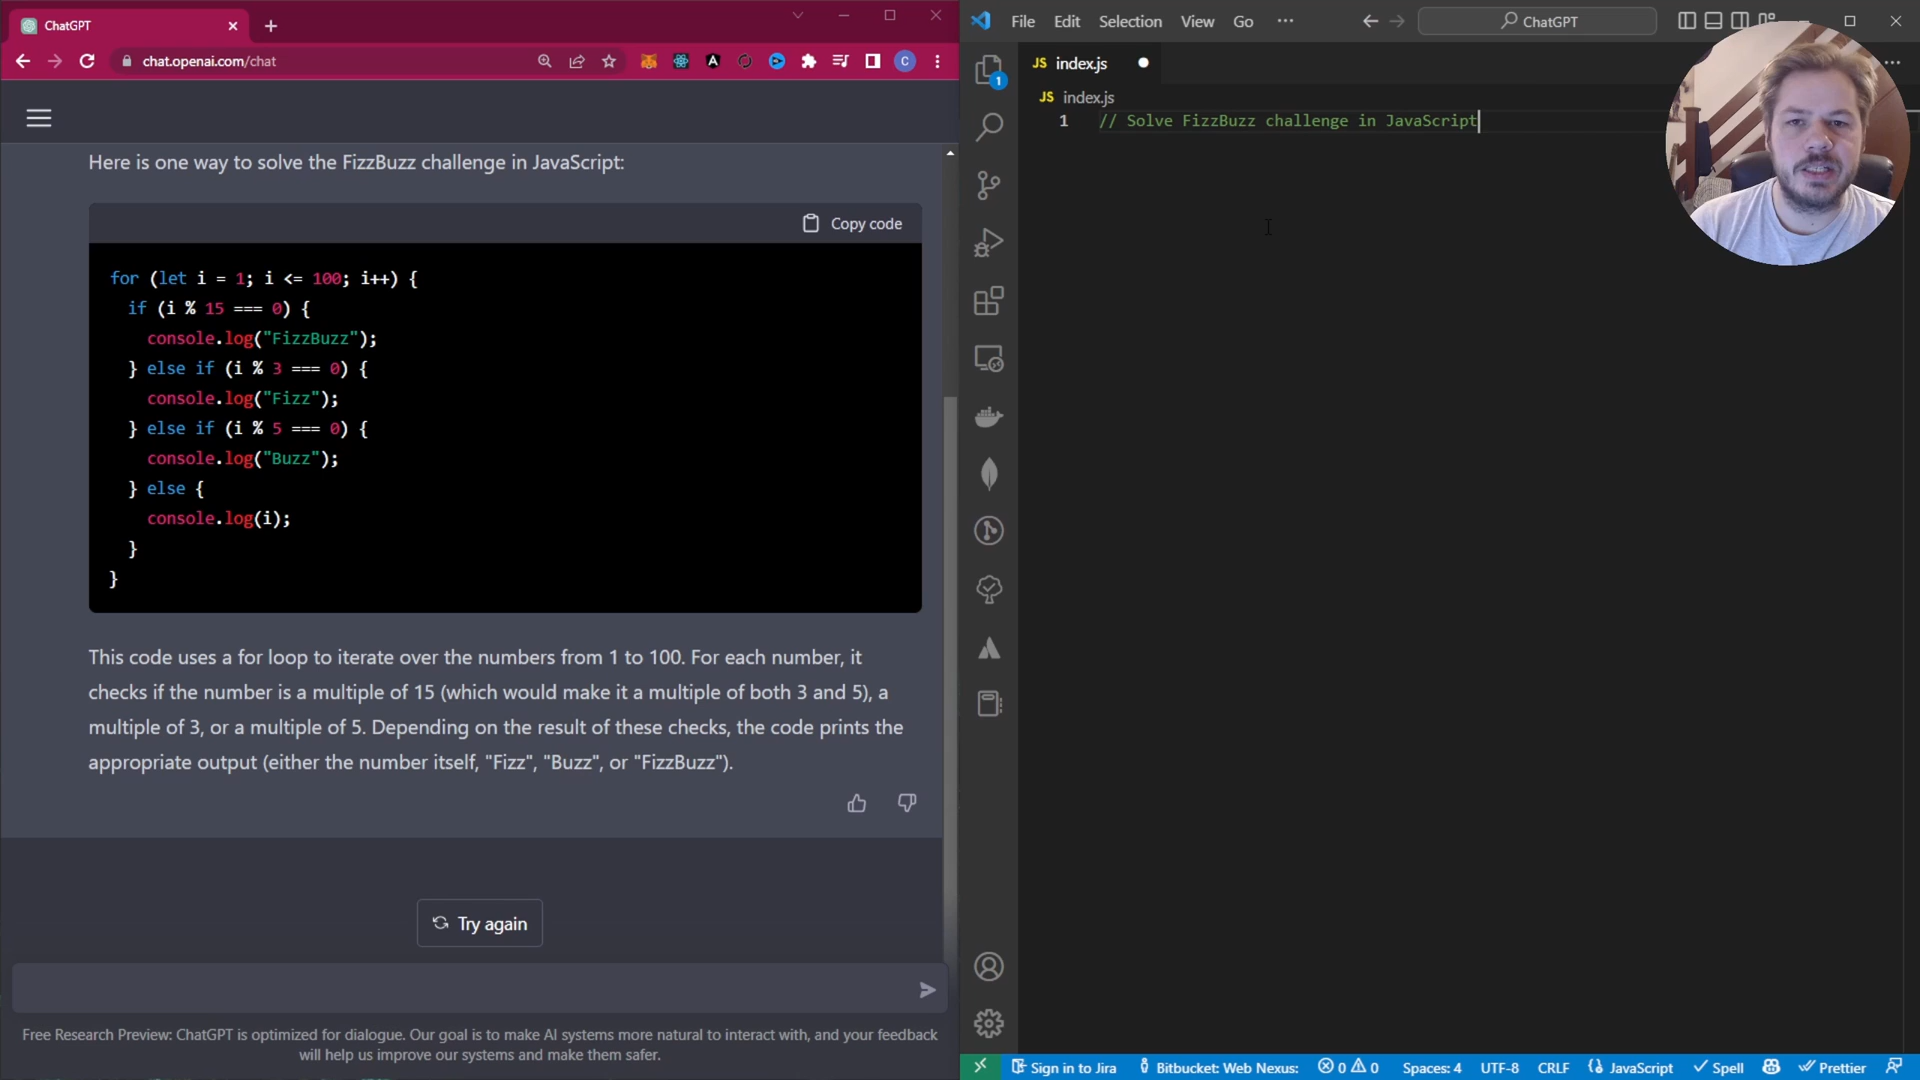 ChatGPT
chat.openai.com/chat
C
Here is one way to solve the FizzBuzz challenge in JavaScript:
Copy code
for (let i = 1; i <= 100; i++) {
if (i % 15 === 0) {
console.log("FizzBuzz");
} else if (i % 3 === 0) {
console.log("Fizz");
} else if (i % 5 === 0) {
console.log("Buzz");
} else {
console.log(i);
}
}
This code uses a for loop to iterate over the numbers from 1 to 100. For each number, it
checks if the number is a multiple of 15 (which would make it a multiple of both 3 and 5), a
multiple of 3, or a multiple of 5. Depending on the result of these checks, the code prints the
appropriate output (either the number itself, "Fizz", "Buzz", or "FizzBuzz").
Try again
Free Research Preview: ChatGPT is optimized for dialogue. Our goal is to make AI systems more natural to interact with, and your feedback
will help us improve our systems and make them safer.
File Edit Selection View Go ··· ChatGPT
1
JS index.js
JS index.js
1 // Solve FizzBuzz challenge in JavaScript
Sign in to Jira Bitbucket: Web Nexus: 0 0 Spaces: 4 UTF-8 CRLF JavaScript Spell Prettier